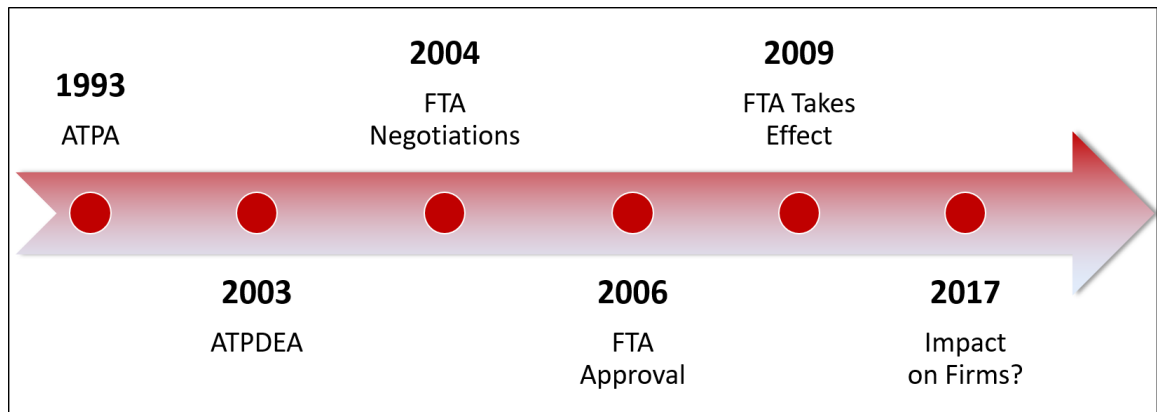 1993
ATPA
2003
ATPDEA
2004
FTA
Negotiations
2006
FTA
Approval
2009
FTA Takes
Effect
2017
Impact
on Firms?